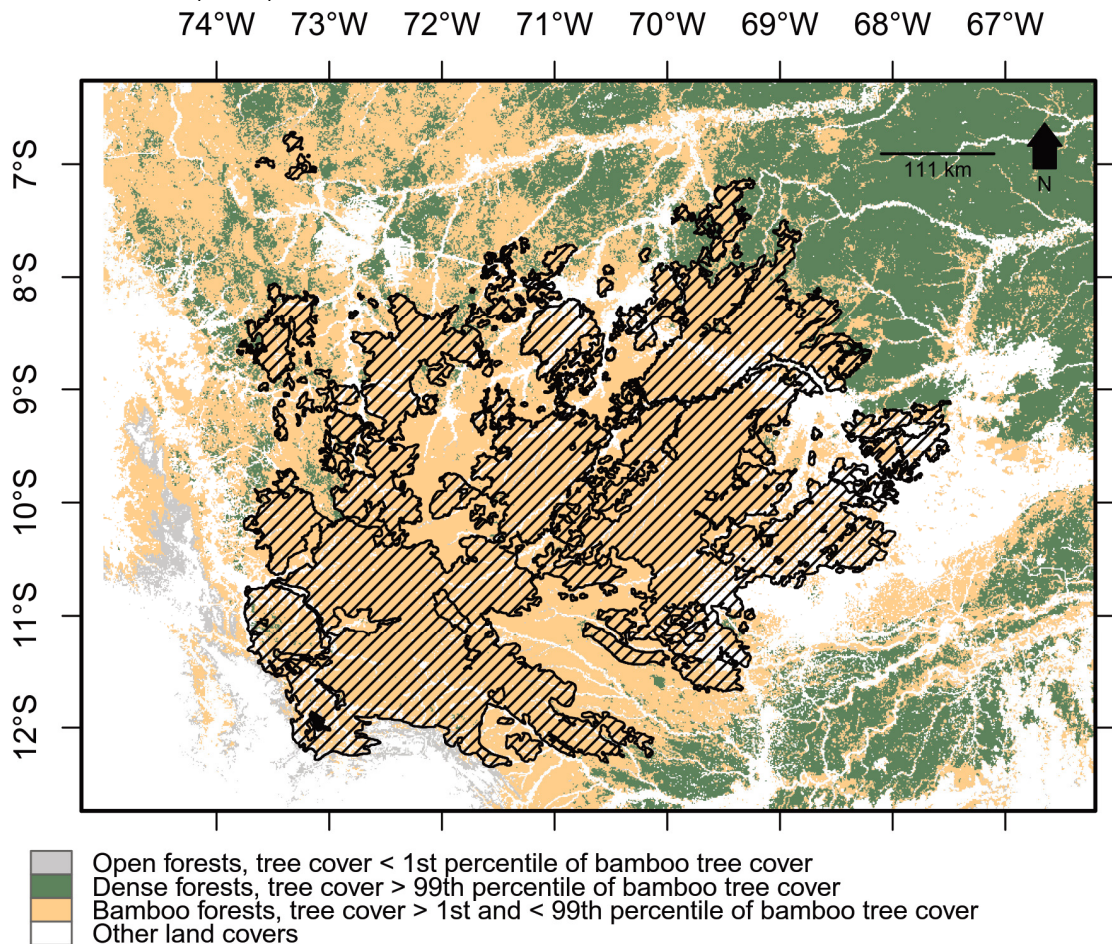 74°W 73°W 72°W 71°W 70°W 69°W 68°W 67°W
7°S
111 km
N
8°S
9°S
10°S
11°S
12°S
Open forests, tree cover < 1st percentile of bamboo tree cover
Dense forests, tree cover > 99th percentile of bamboo tree cover
Bamboo forests, tree cover > 1st and < 99th percentile of bamboo tree cover
Other land covers